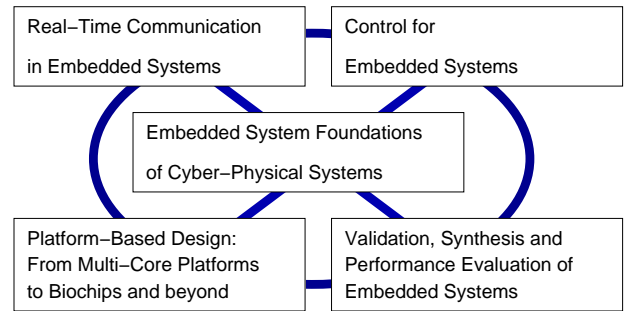 Real−Time Communication
in Embedded Systems
Control for
Embedded Systems
Embedded System Foundations
of Cyber−Physical Systems
Platform−Based Design:
From Multi−Core Platforms
to Biochips and beyond
Validation, Synthesis and
Performance Evaluation of
Embedded Systems